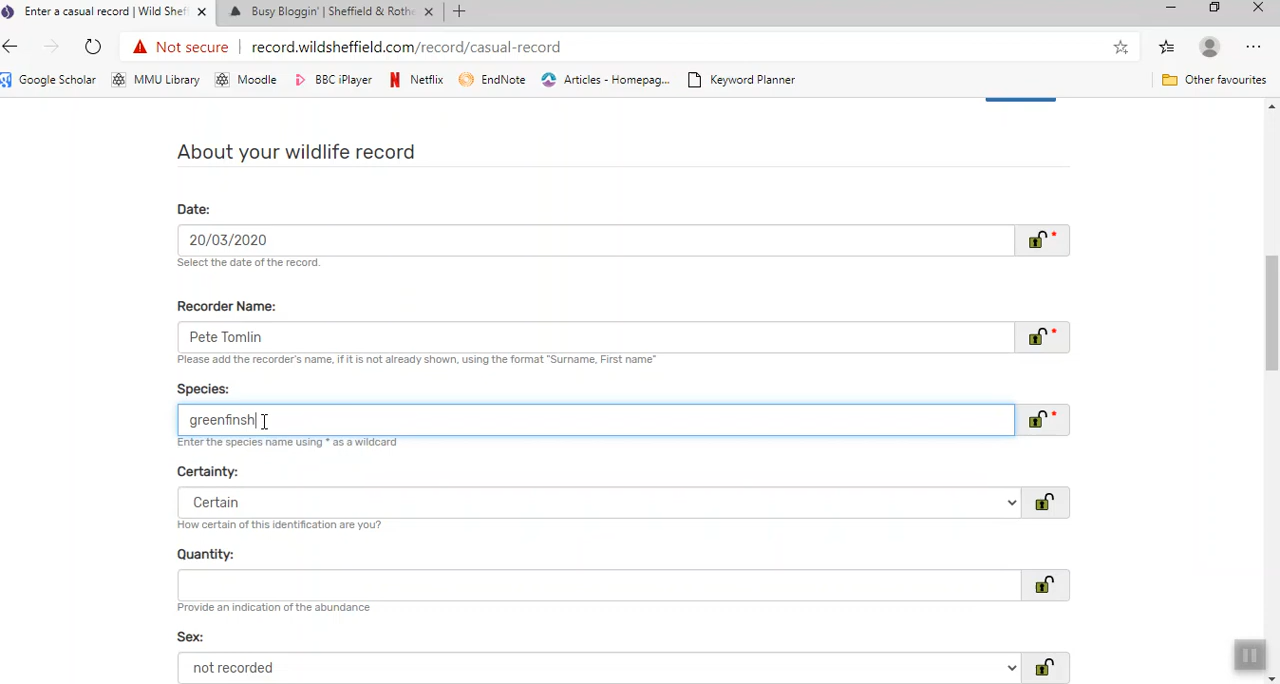 Enter a casual record | Wild Shef
Busy Bloggin' | Sheffield & Rothe
Not secure | record.wildsheffield.com/record/casual-record
Google Scholar MMU Library Moodle BBC iPlayer Netflix EndNote Articles - Homepag... Keyword Planner Other favourites
About your wildlife record
Date:
20/03/2020 *
Select the date of the record.
Recorder Name:
Pete Tomlin *
Please add the recorder's name, if it is not already shown, using the format "Surname, First name"
Species:
greenfinsh *
Enter the species name using * as a wildcard
Certainty:
Certain
How certain of this identification are you?
Quantity:
Provide an indication of the abundance
Sex:
not recorded